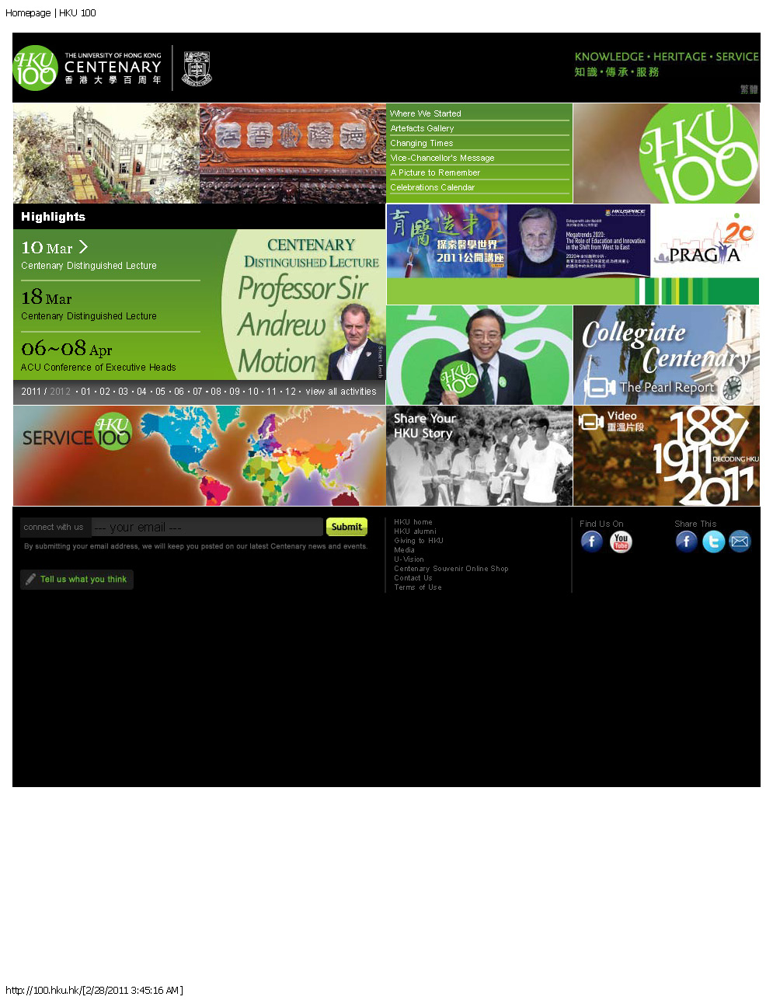 Homepage | HKU 100
HKU 100
THE UNIVERSITY OF HONG KONG
CENTENARY
香港大學百周年
KNOWLEDGE • HERITAGE • SERVICE
知識 • 傳承 • 服務
繁體
Where We Started
Artefacts Gallery
Changing Times
Vice-Chancellor's Message
A Picture to Remember
Celebrations Calendar
HKU 100
Highlights
10 Mar
Centenary Distinguished Lecture
18 Mar
Centenary Distinguished Lecture
06~08 Apr
ACU Conference of Executive Heads
CENTENARY
DISTINGUISHED LECTURE
Professor Sir
Andrew
Motion
© Stuart Leech
2011 / 2012 • 01 • 02 • 03 • 04 • 05 • 06 • 07 • 08 • 09 • 10 • 11 • 12 • view all activities
育醫造才
探索醫學世界
2011公開講座
HKUSPACE
Dialogue with John Naisbitt
Megatrends 2020:
The Role of Education and Innovation
in the Shift from West to East
20
PRAGMA
HKU 100
Collegiate
Centenary
The Pearl Report
SERVICE HKU 100
Share Your
HKU Story
Video
重溫片段
1887
1911
DECODING HKU
2011
connect with us
--- your email ---
Submit
By submitting your email address, we will keep you posted on our latest Centenary news and events.
Tell us what you think
HKU home
HKU alumni
Giving to HKU
Media
U-Vision
Centenary Souvenir Online Shop
Contact Us
Terms of Use
Find Us On
You Tube
Share This
http://100.hku.hk/[2/28/2011 3:45:16 AM]